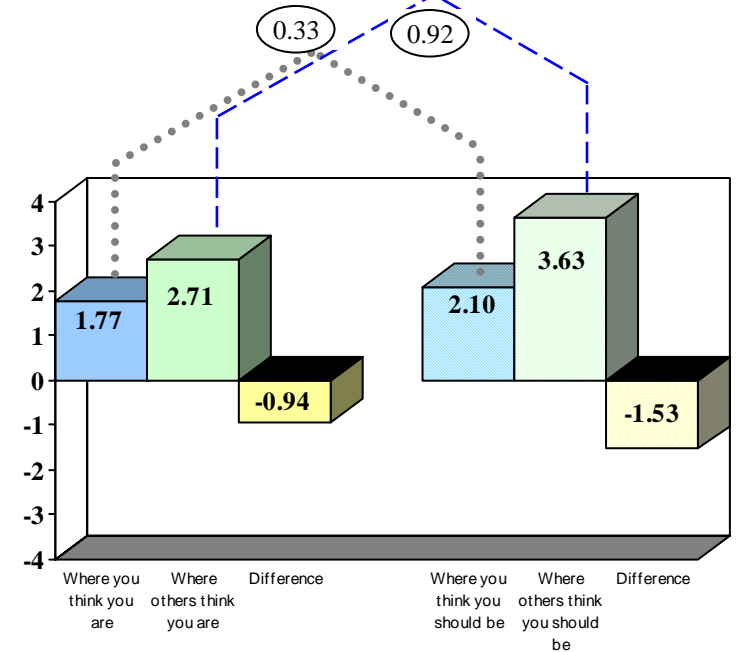 0.33
0.92
4
3
2
1
0
-1
-2
-3
-4
1.77
2.71
-0.94
2.10
3.63
-1.53
Where you
think you
are
Where
others think
you are
Difference
Where you
think you
should be
Where
others think
you should
be
Difference